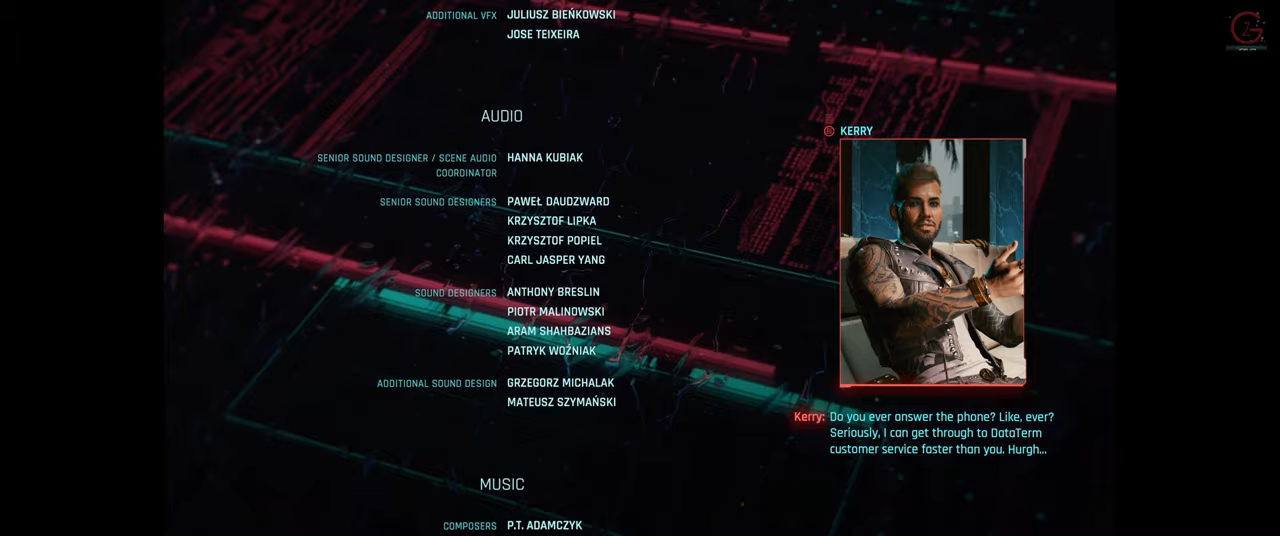 ADDITIONAL VFX JULIUSZ BIEŃKOWSKI
JOSE TEIXEIRA
AUDIO
SENIOR SOUND DESIGNER / SCENE AUDIO COORDINATOR HANNA KUBIAK
SENIOR SOUND DESIGNERS PAWEŁ DAUDZWARD
KRZYSZTOF LIPKA
KRZYSZTOF POPIEL
CARL JASPER YANG
SOUND DESIGNERS ANTHONY BRESLIN
PIOTR MALINOWSKI
ARAM SHAHBAZIANS
PATRYK WOŹNIAK
ADDITIONAL SOUND DESIGN GRZEGORZ MICHALAK
MATEUSZ SZYMAŃSKI
MUSIC
COMPOSERS P.T. ADAMCZYK
KERRY
Kerry: Do you ever answer the phone? Like, ever?
Seriously, I can get through to DataTerm
customer service faster than you. Hurgh...